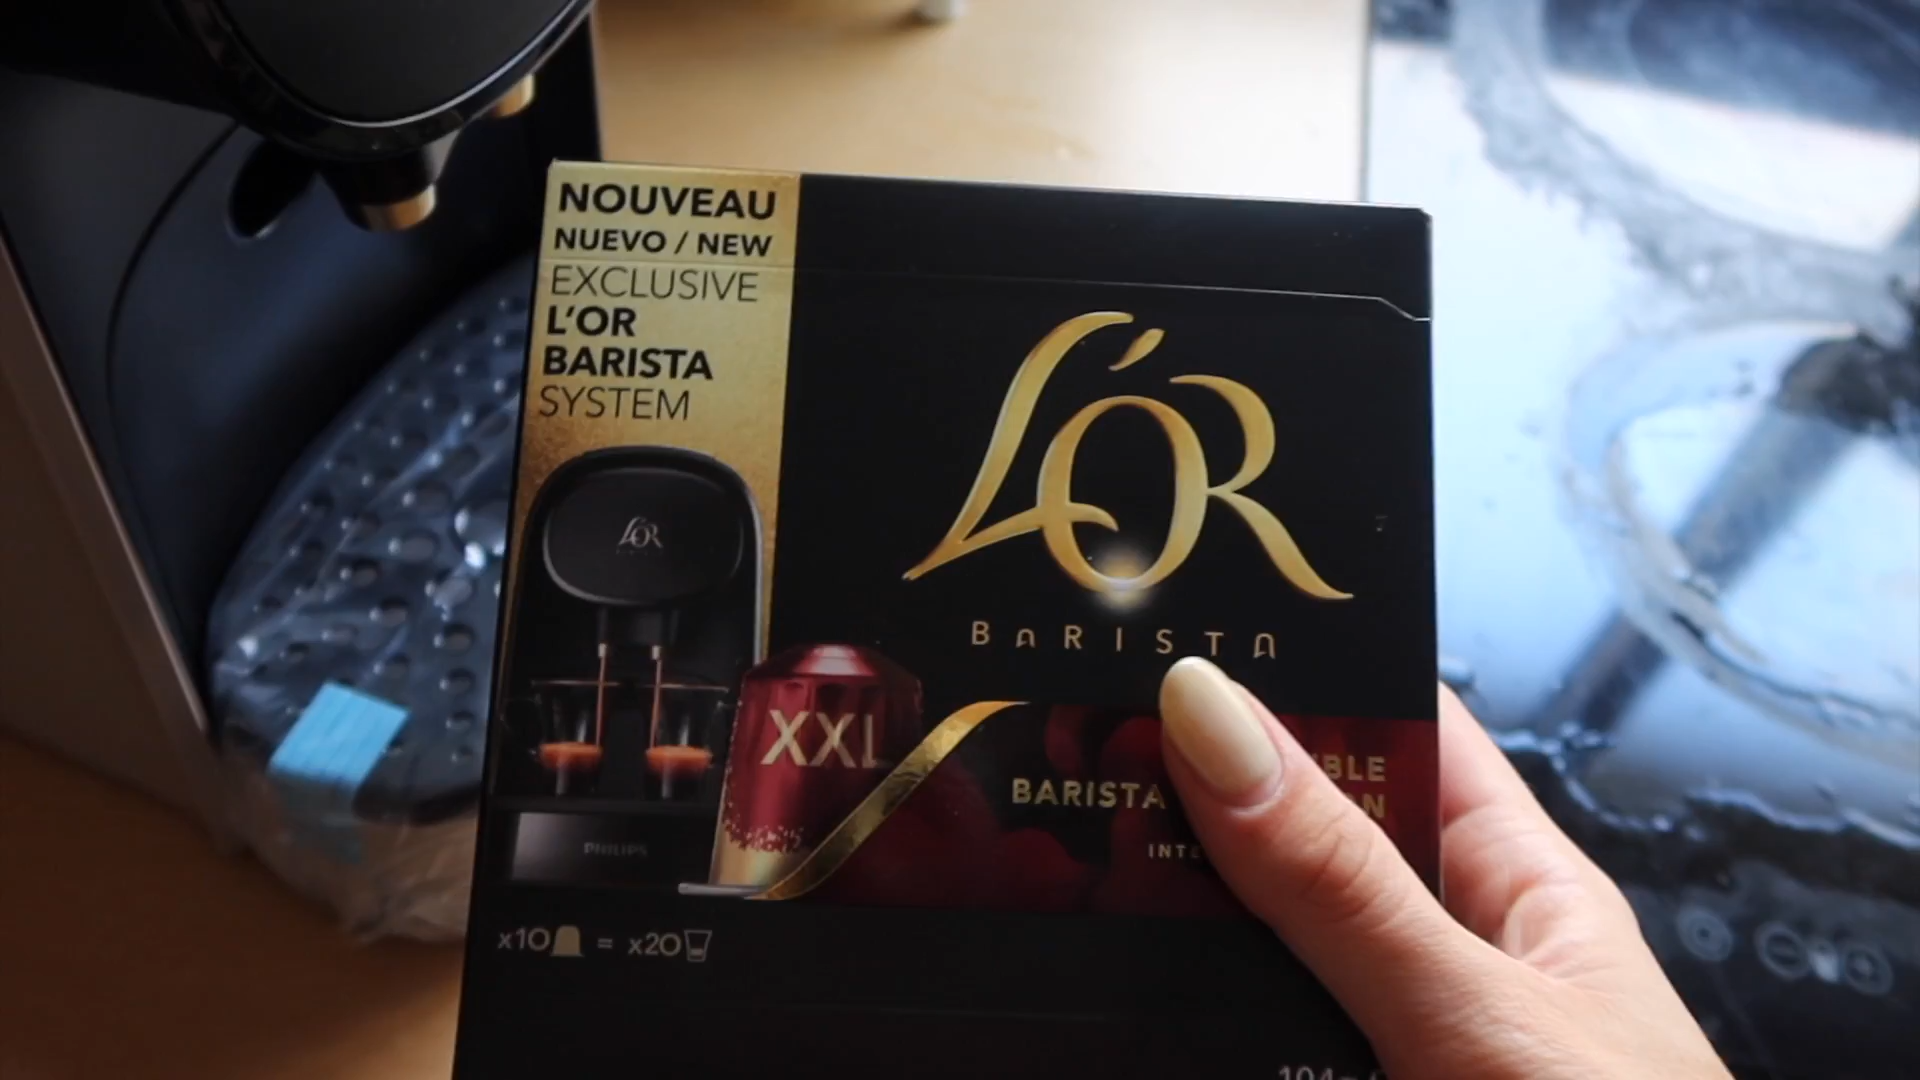 NOUVEAU
NUEVO / NEW
EXCLUSIVE
L'OR
BARISTA
SYSTEM
L'OR
BARISTA
L'OR
XXL
BARISTA
PHILIPS
x10 = x20